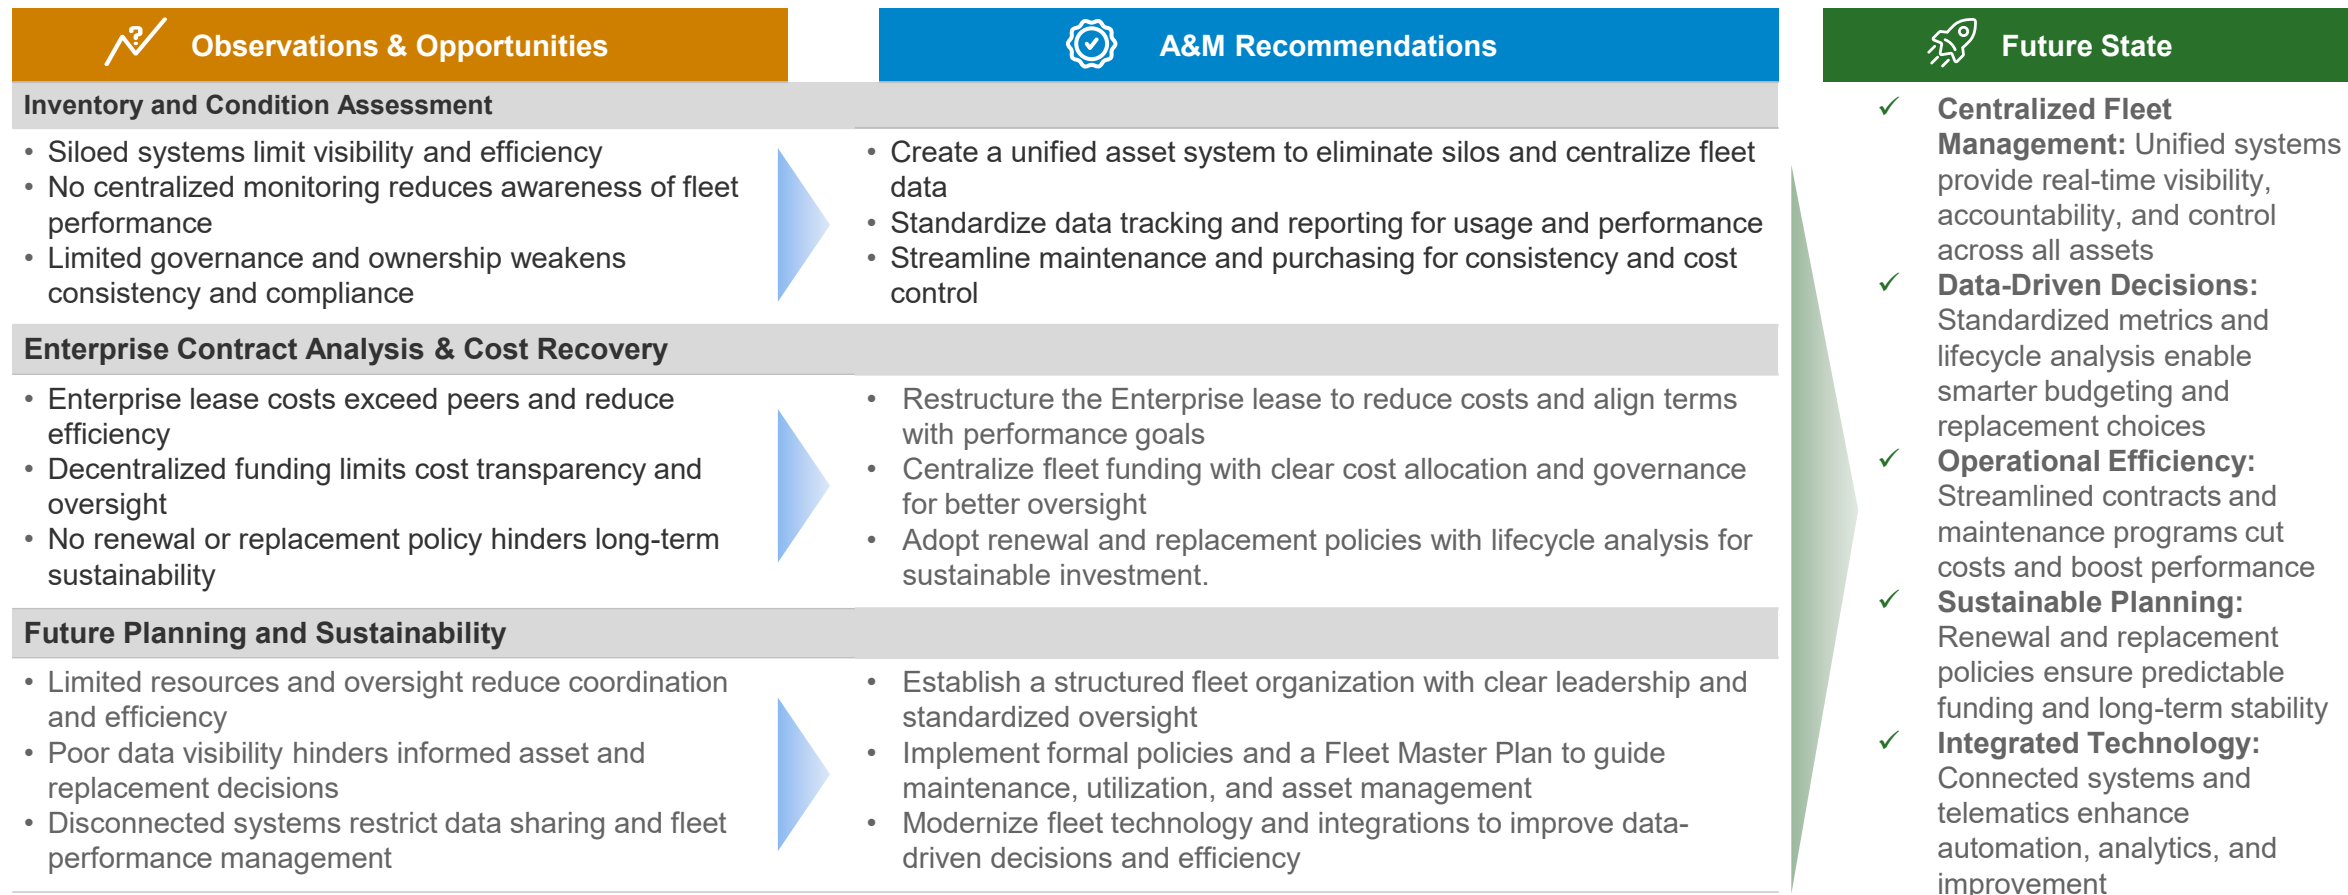 Observations & Opportunities
A&M Recommendations
Future State
Inventory and Condition Assessment
• Siloed systems limit visibility and efficiency
• No centralized monitoring reduces awareness of fleet
performance
• Limited governance and ownership weakens
consistency and compliance
• Create a unified asset system to eliminate silos and centralize fleet
data
• Standardize data tracking and reporting for usage and performance
• Streamline maintenance and purchasing for consistency and cost
control
Enterprise Contract Analysis & Cost Recovery
• Enterprise lease costs exceed peers and reduce
efficiency
• Decentralized funding limits cost transparency and
oversight
• No renewal or replacement policy hinders long-term
sustainability
• Restructure the Enterprise lease to reduce costs and align terms
with performance goals
• Centralize fleet funding with clear cost allocation and governance
for better oversight
• Adopt renewal and replacement policies with lifecycle analysis for
sustainable investment.
Future Planning and Sustainability
• Limited resources and oversight reduce coordination
and efficiency
• Poor data visibility hinders informed asset and
replacement decisions
• Disconnected systems restrict data sharing and fleet
performance management
• Establish a structured fleet organization with clear leadership and
standardized oversight
• Implement formal policies and a Fleet Master Plan to guide
maintenance, utilization, and asset management
• Modernize fleet technology and integrations to improve data-
driven decisions and efficiency
✓ Centralized Fleet
Management: Unified systems
provide real-time visibility,
accountability, and control
across all assets
✓ Data-Driven Decisions:
Standardized metrics and
lifecycle analysis enable
smarter budgeting and
replacement choices
✓ Operational Efficiency:
Streamlined contracts and
maintenance programs cut
costs and boost performance
✓ Sustainable Planning:
Renewal and replacement
policies ensure predictable
funding and long-term stability
✓ Integrated Technology:
Connected systems and
telematics enhance
automation, analytics, and
improvement